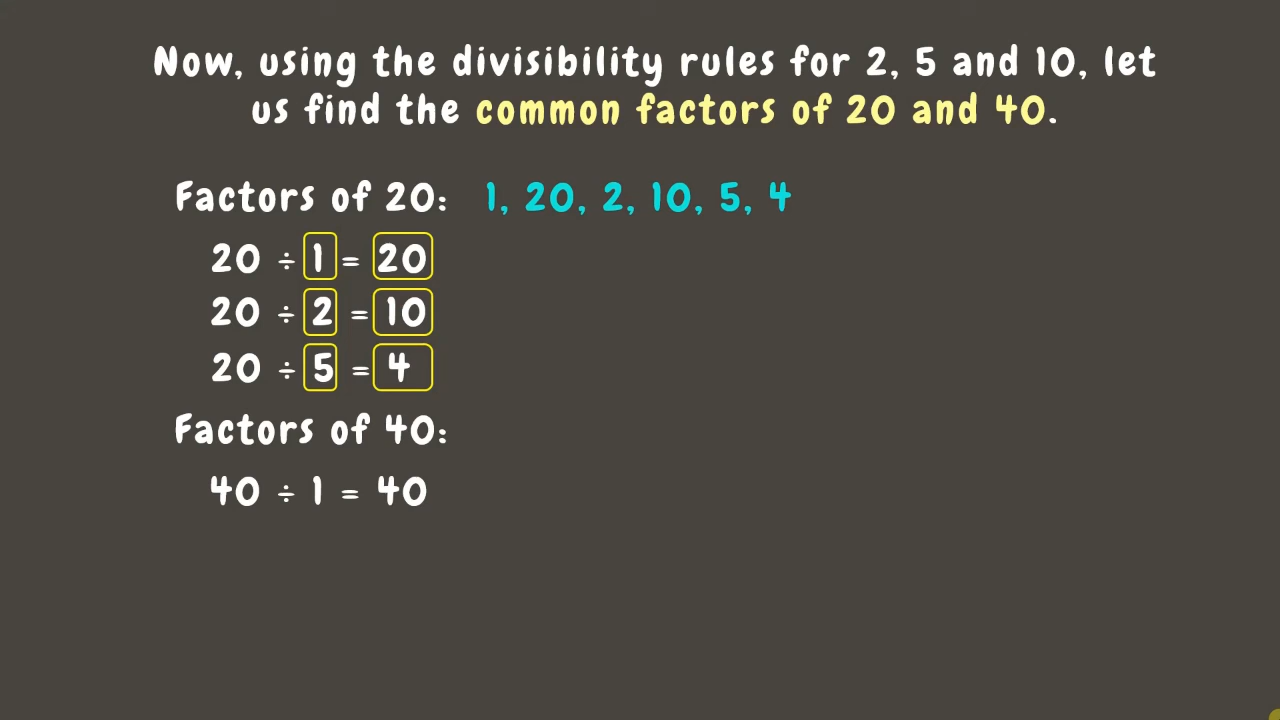 Now, using the divisibility rules for 2, 5 and 10, let
us find the common factors of 20 and 40.
Factors of 20: 1, 20, 2, 10, 5, 4
20 ÷ 1 = 20
20 ÷ 2 = 10
20 ÷ 5 = 4
Factors of 40:
40 ÷ 1 = 40